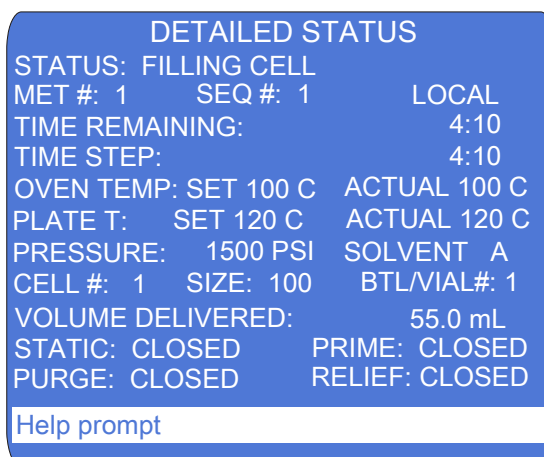 DETAILED STATUS
STATUS: FILLING CELL
MET #: 1 SEQ #: 1 LOCAL
TIME REMAINING: 4:10
TIME STEP: 4:10
OVEN TEMP: SET 100 C ACTUAL 100 C
PLATE T: SET 120 C ACTUAL 120 C
PRESSURE: 1500 PSI SOLVENT A
CELL #: 1 SIZE: 100 BTL/VIAL#: 1
VOLUME DELIVERED: 55.0 mL
STATIC: CLOSED PRIME: CLOSED
PURGE: CLOSED RELIEF: CLOSED
Help prompt